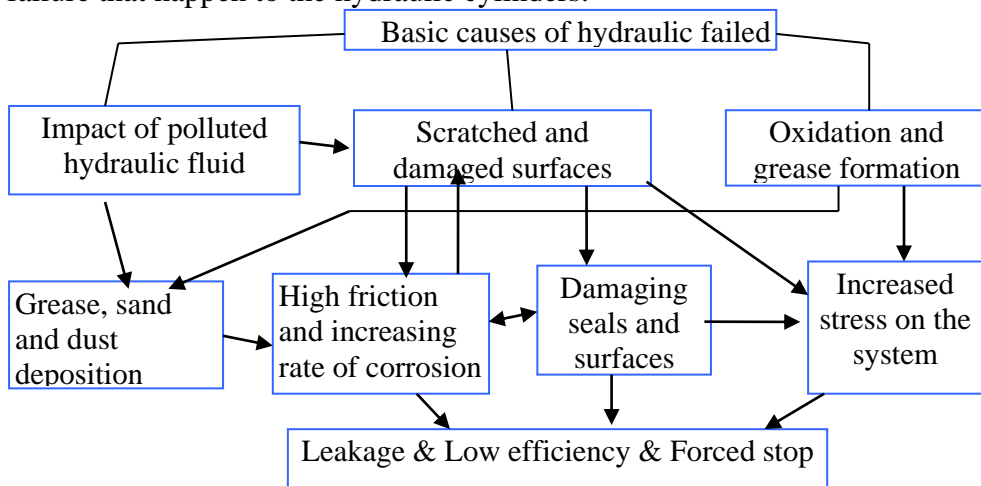 failure that happen to the hydraulic cylinders.
Basic causes of hydraulic failed
Impact of polluted
hydraulic fluid
Scratched and
damaged surfaces
Oxidation and
grease formation
Grease, sand
and dust
deposition
High friction
and increasing
rate of corrosion
Damaging
seals and
surfaces
Increased
stress on the
system
Leakage & Low efficiency & Forced stop